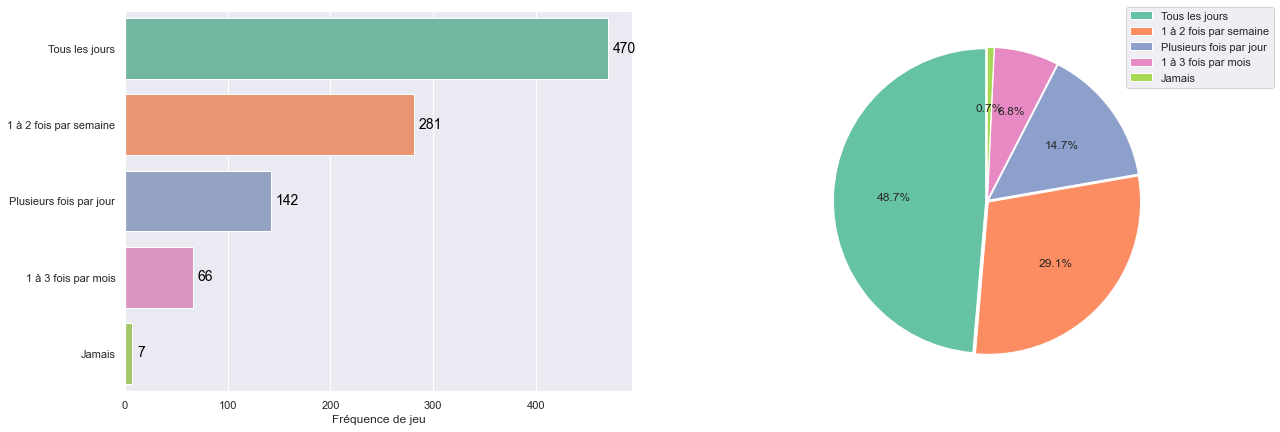 Tous les jours
470
1 à 2 fois par semaine
281
Plusieurs fois par jour
142
1 à 3 fois par mois
66
Jamais
7
0
100
200
300
400
Fréquence de jeu
Tous les jours
1 à 2 fois par semaine
Plusieurs fois par jour
1 à 3 fois par mois
Jamais
0.7%
6.8%
14.7%
48.7%
29.1%